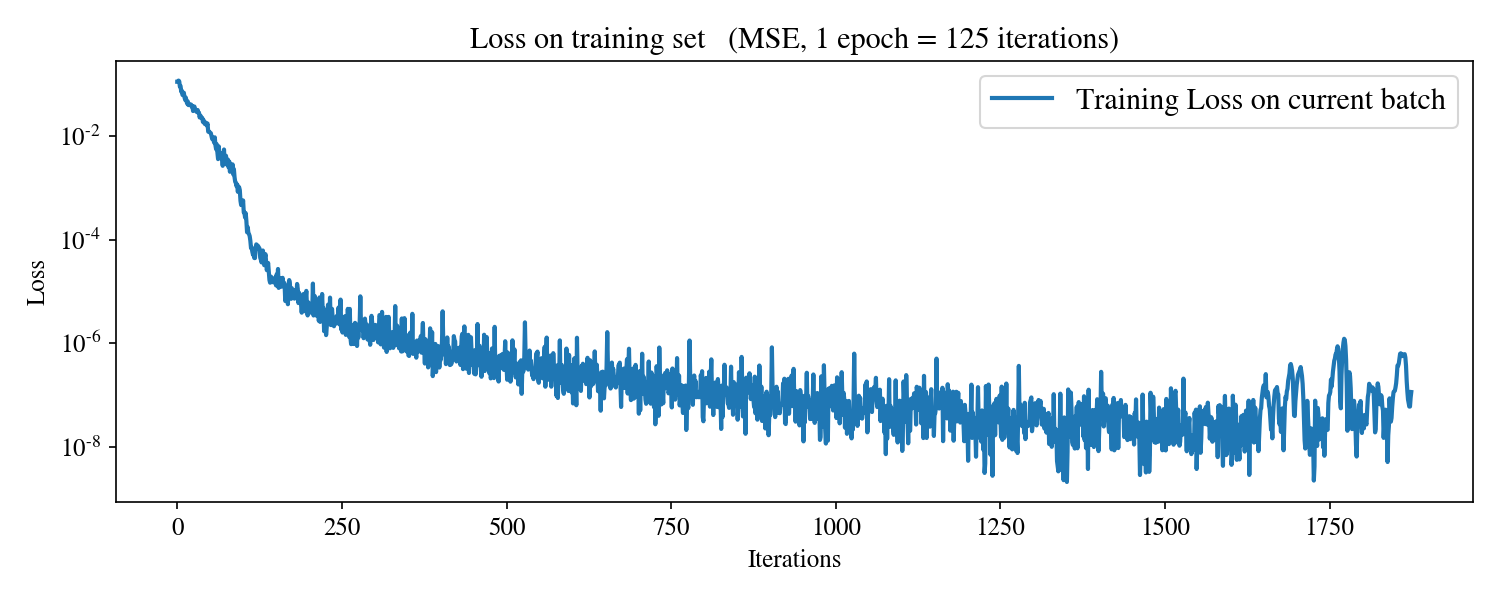 Loss on training set   (MSE, 1 epoch = 125 iterations)
Training Loss on current batch
Loss
10-2
10-4
10-6
10-8
0 250 500 750 1000 1250 1500 1750
Iterations